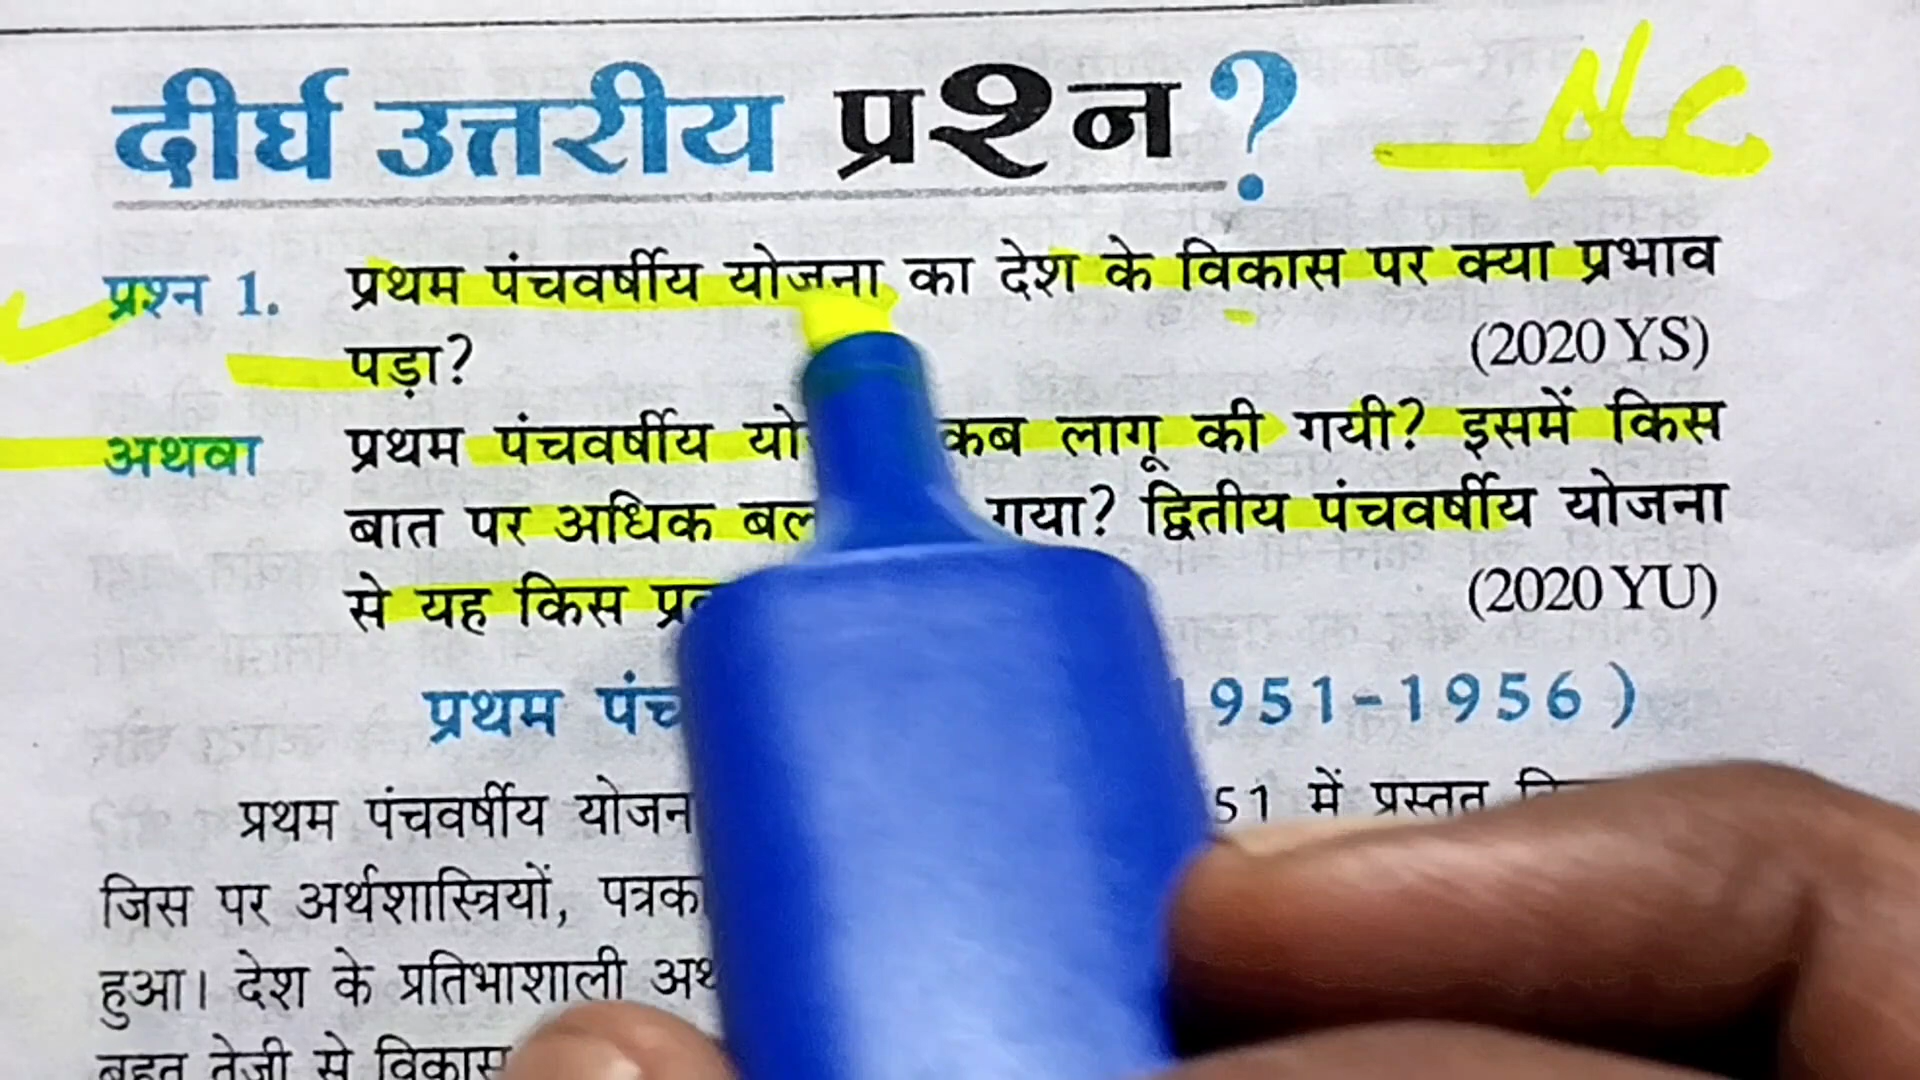 दीर्घ उत्तरीय प्रश्न?
NC
प्रश्न 1. प्रथम पंचवर्षीय योजना का देश के विकास पर क्या प्रभाव
पड़ा? (2020 YS)
अथवा प्रथम पंचवर्षीय यो कब लागू की गयी? इसमें किस
बात पर अधिक बल गया? द्वितीय पंचवर्षीय योजना
से यह किस (2020 YU)
प्रथम पंच 951-1956)
प्रथम पंचवर्षीय योजन 51 में प्रस्तुत
जिस पर अर्थशास्त्रियों, पत्रका
हुआ। देश के प्रतिभाशाली अर्थ
बहुत तेजी से विकास